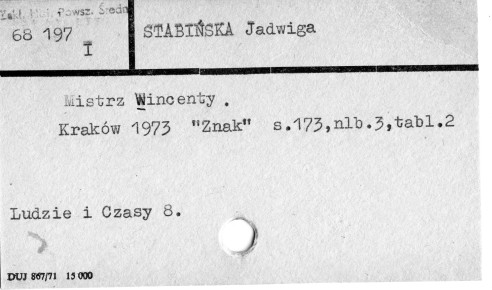 Zakł. Hist. Powsz. Średn
68 197
I
STABIŃSKA Jadwiga
Mistrz Wincenty .
Kraków 1973 "Znak" s.173,nlb.3,tabl.2
Ludzie i Czasy 8.
DUJ 867/71 15 000